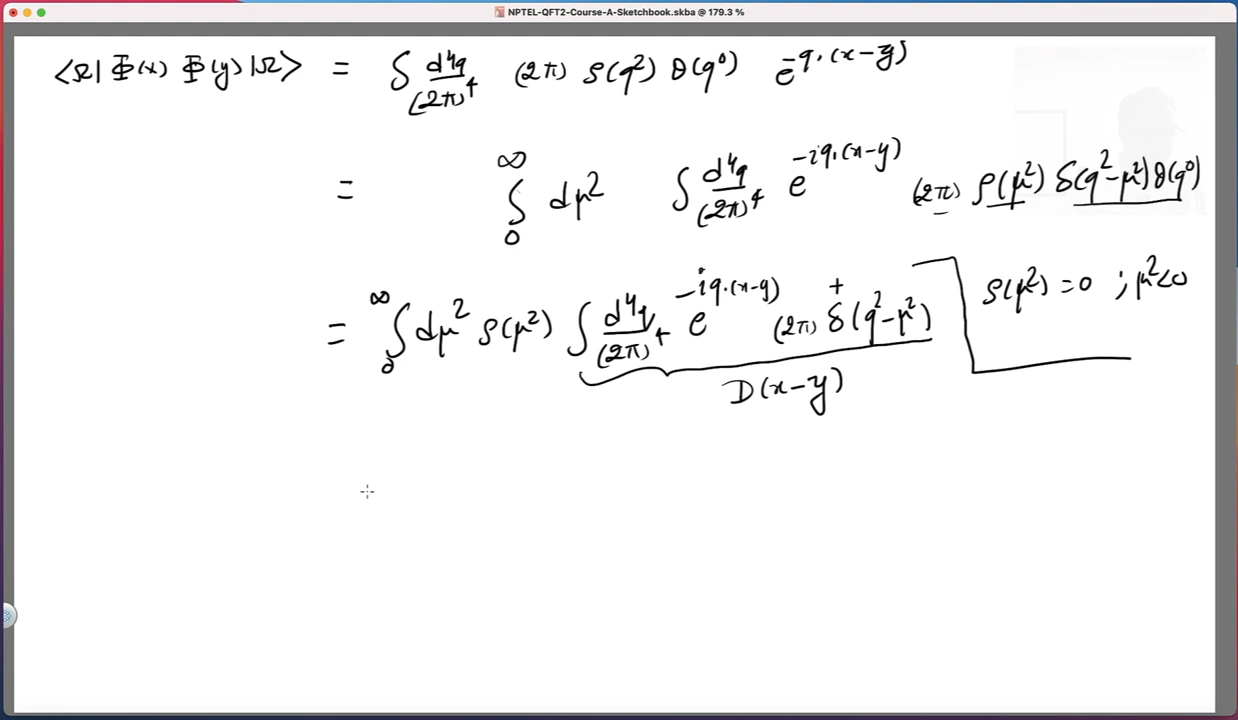 NPTEL-QFT2-Course-A-Sketchbook.skba @ 179.3 %
<Ω| Φ(x) Φ(y) |Ω> = ∫ d⁴q/(2π)⁴ (2π) ρ(q²) θ(q⁰) e^{-q·(x-y)}
= ∫₀^∞ dμ² ∫ d⁴q/(2π)⁴ e^{-iq·(x-y)} (2π) ρ(μ²) δ(q²-μ²) θ(q⁰)
= ∫₀^∞ dμ² ρ(μ²) ∫ d⁴q/(2π)⁴ e^{-iq·(x-y)} (2π) δ⁺(q²-μ²) ρ(μ²) = 0 ; μ²<0
D(x-y)